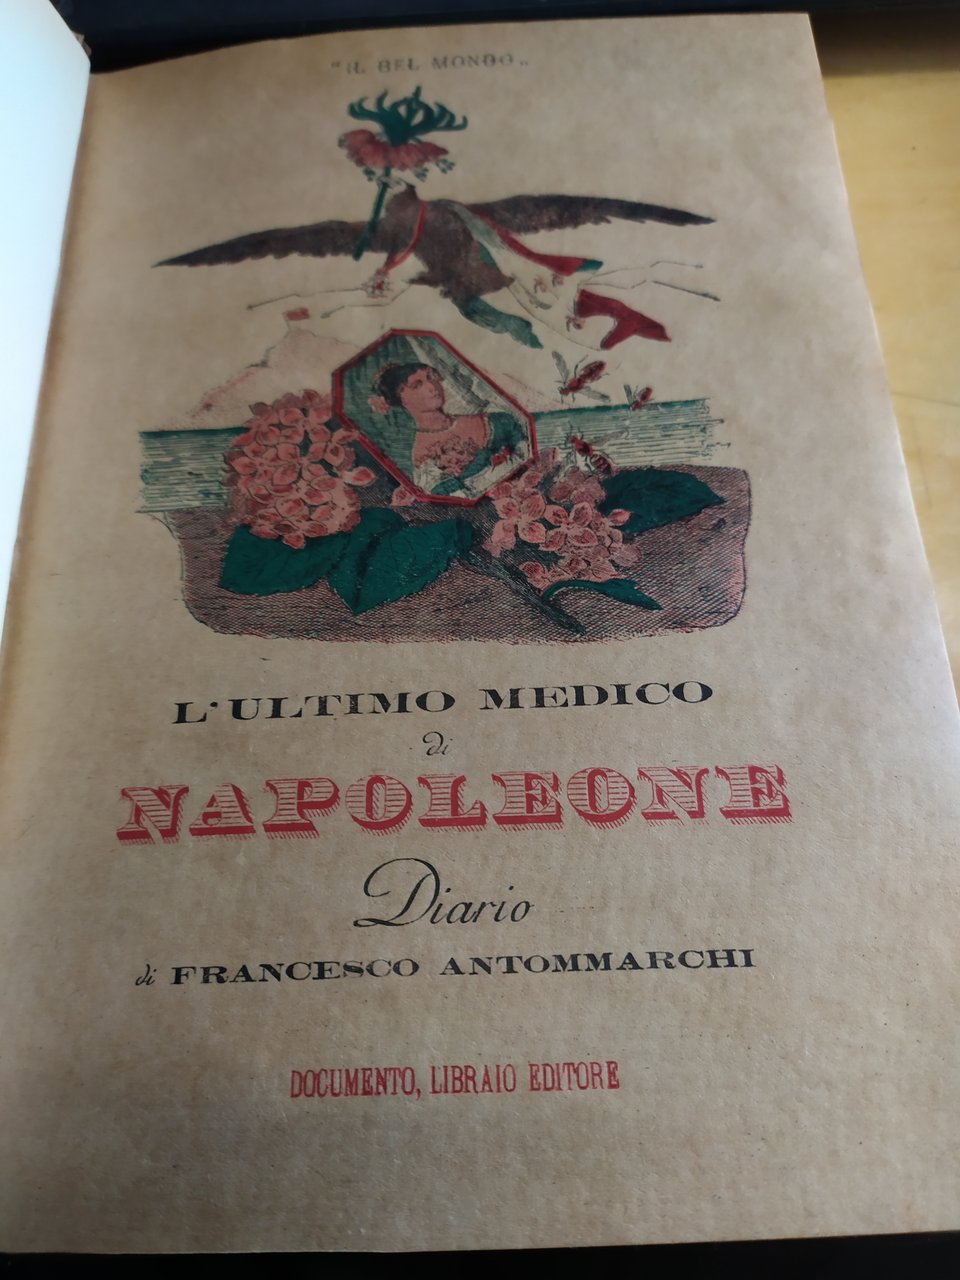 "IL BEL MONDO„
L'ULTIMO MEDICO
di
NAPOLEONE
Diario
di FRANCESCO ANTOMMARCHI
DOCUMENTO, LIBRAIO EDITORE